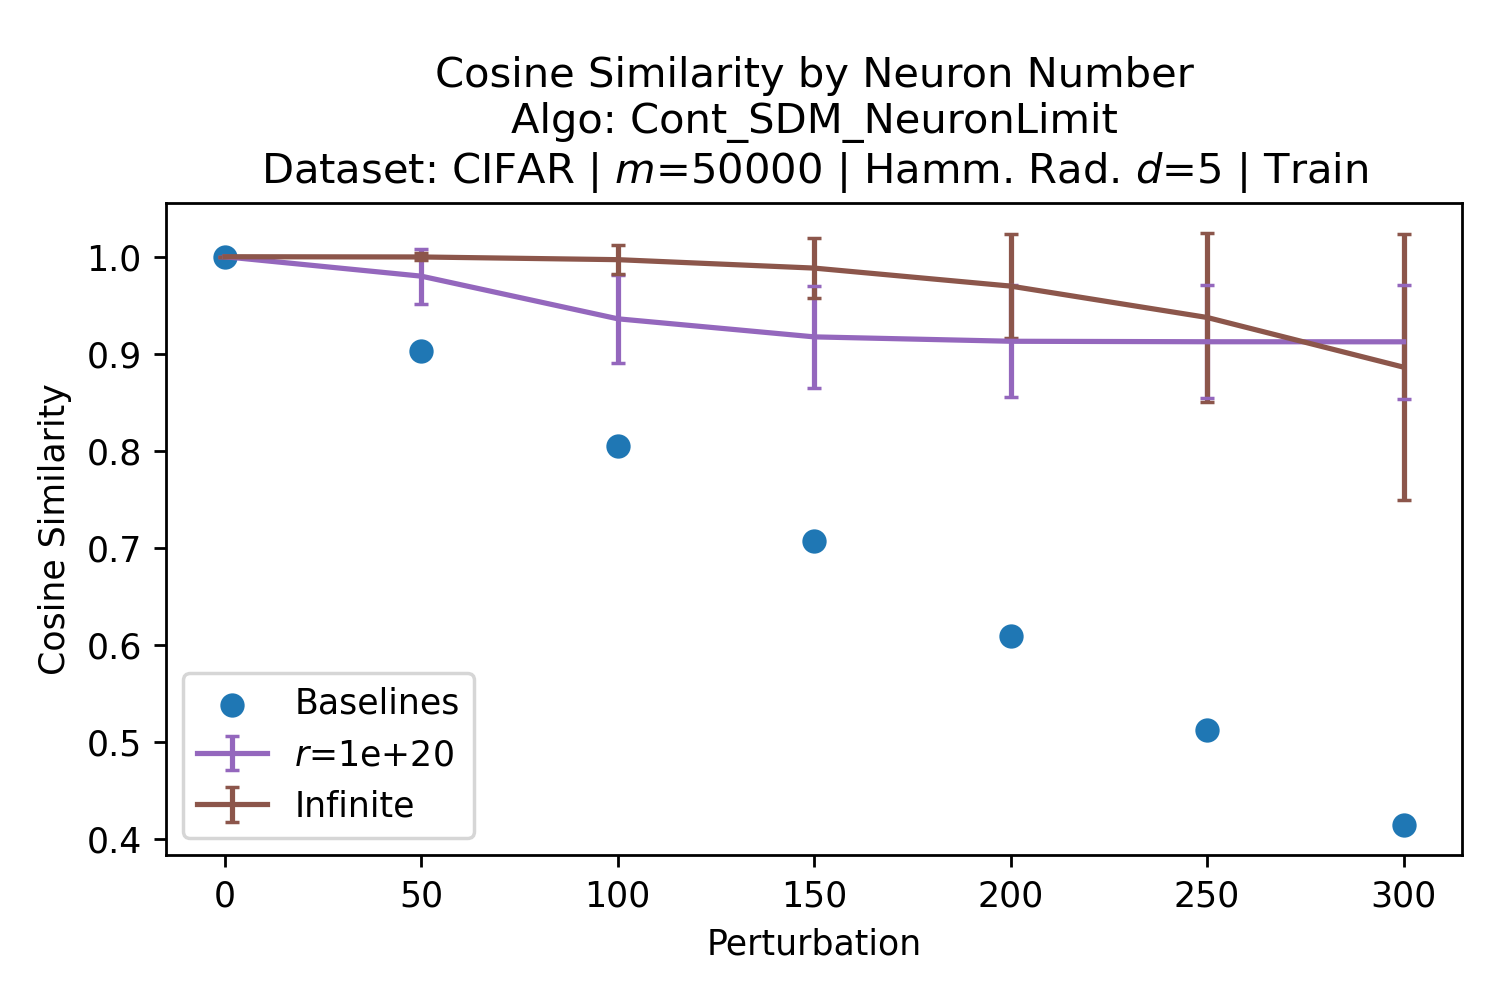 Cosine Similarity by Neuron Number
Algo: Cont_SDM_NeuronLimit
Dataset: CIFAR | m=50000 | Hamm. Rad. d=5 | Train
Cosine Similarity
1.0
0.9
0.8
0.7
0.6
0.5
0.4
Baselines
r=1e+20
Infinite
0 50 100 150 200 250 300
Perturbation